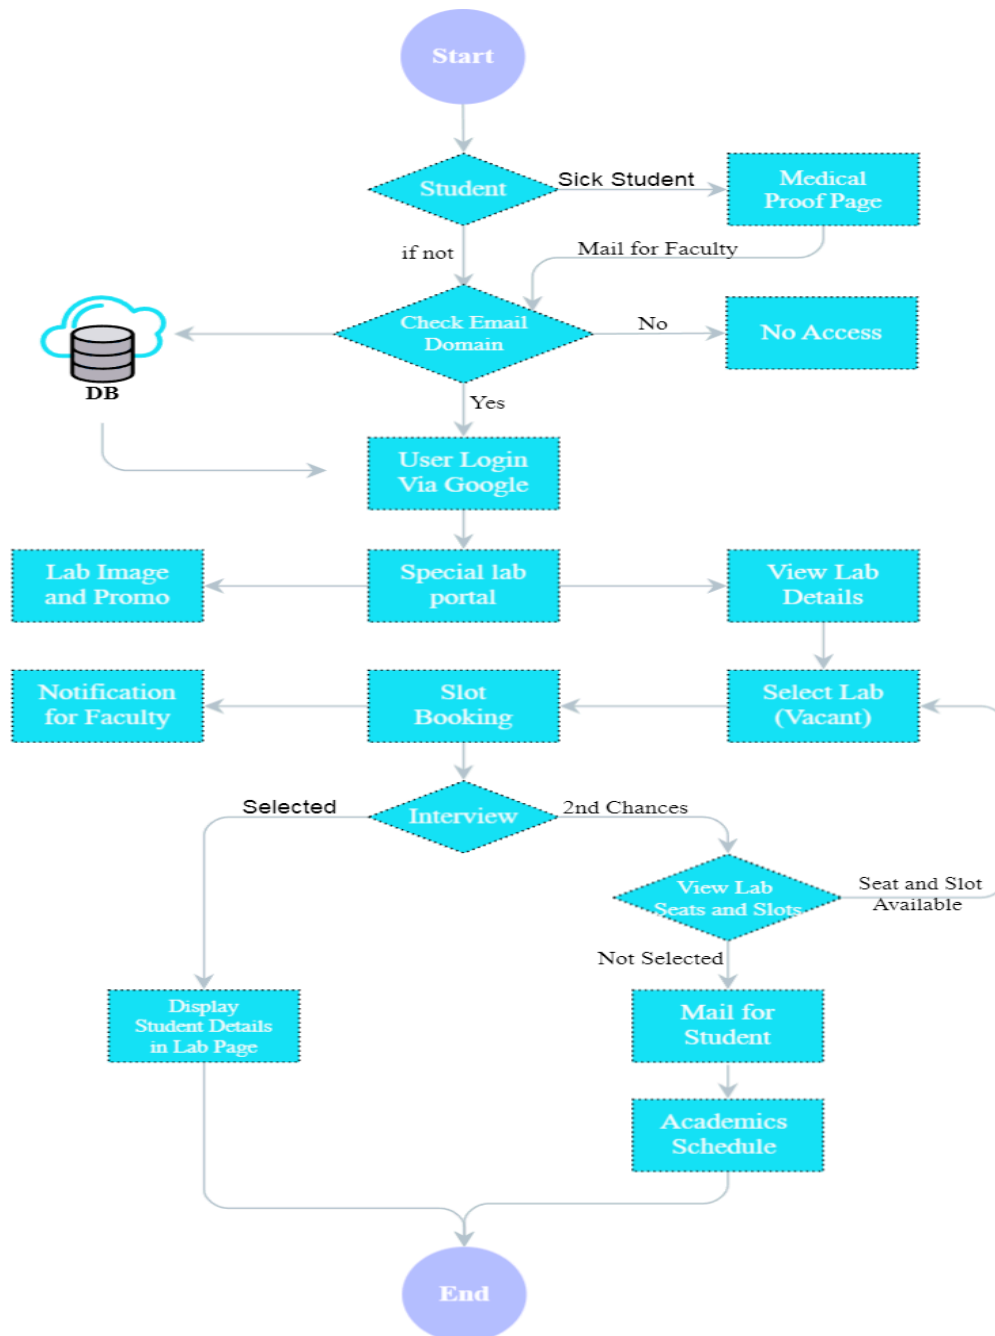 Start
Student
Sick Student
Medical
Proof Page
if not
Mail for Faculty
Check Email
Domain
No
No Access
DB
Yes
User Login
Via Google
Lab Image
and Promo
Special lab
portal
View Lab
Details
Notification
for Faculty
Slot
Booking
Select Lab
(Vacant)
Selected
Interview
2nd Chances
View Lab
Seats and Slots
Seat and Slot
Available
Not Selected
Display
Student Details
in Lab Page
Mail for
Student
Academics
Schedule
End